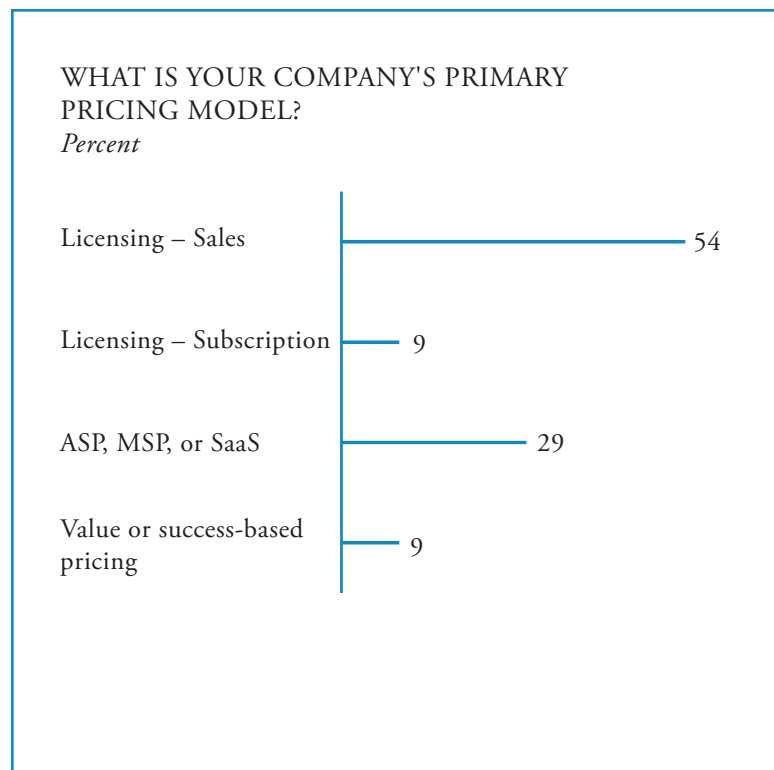 WHAT IS YOUR COMPANY'S PRIMARY
PRICING MODEL?
Percent
Licensing – Sales
54
Licensing – Subscription
9
ASP, MSP, or SaaS
29
Value or success-based
pricing
9